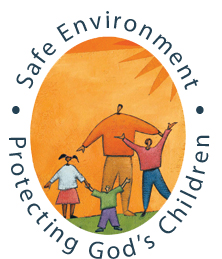 • Safe Environment •
Protecting God's Children